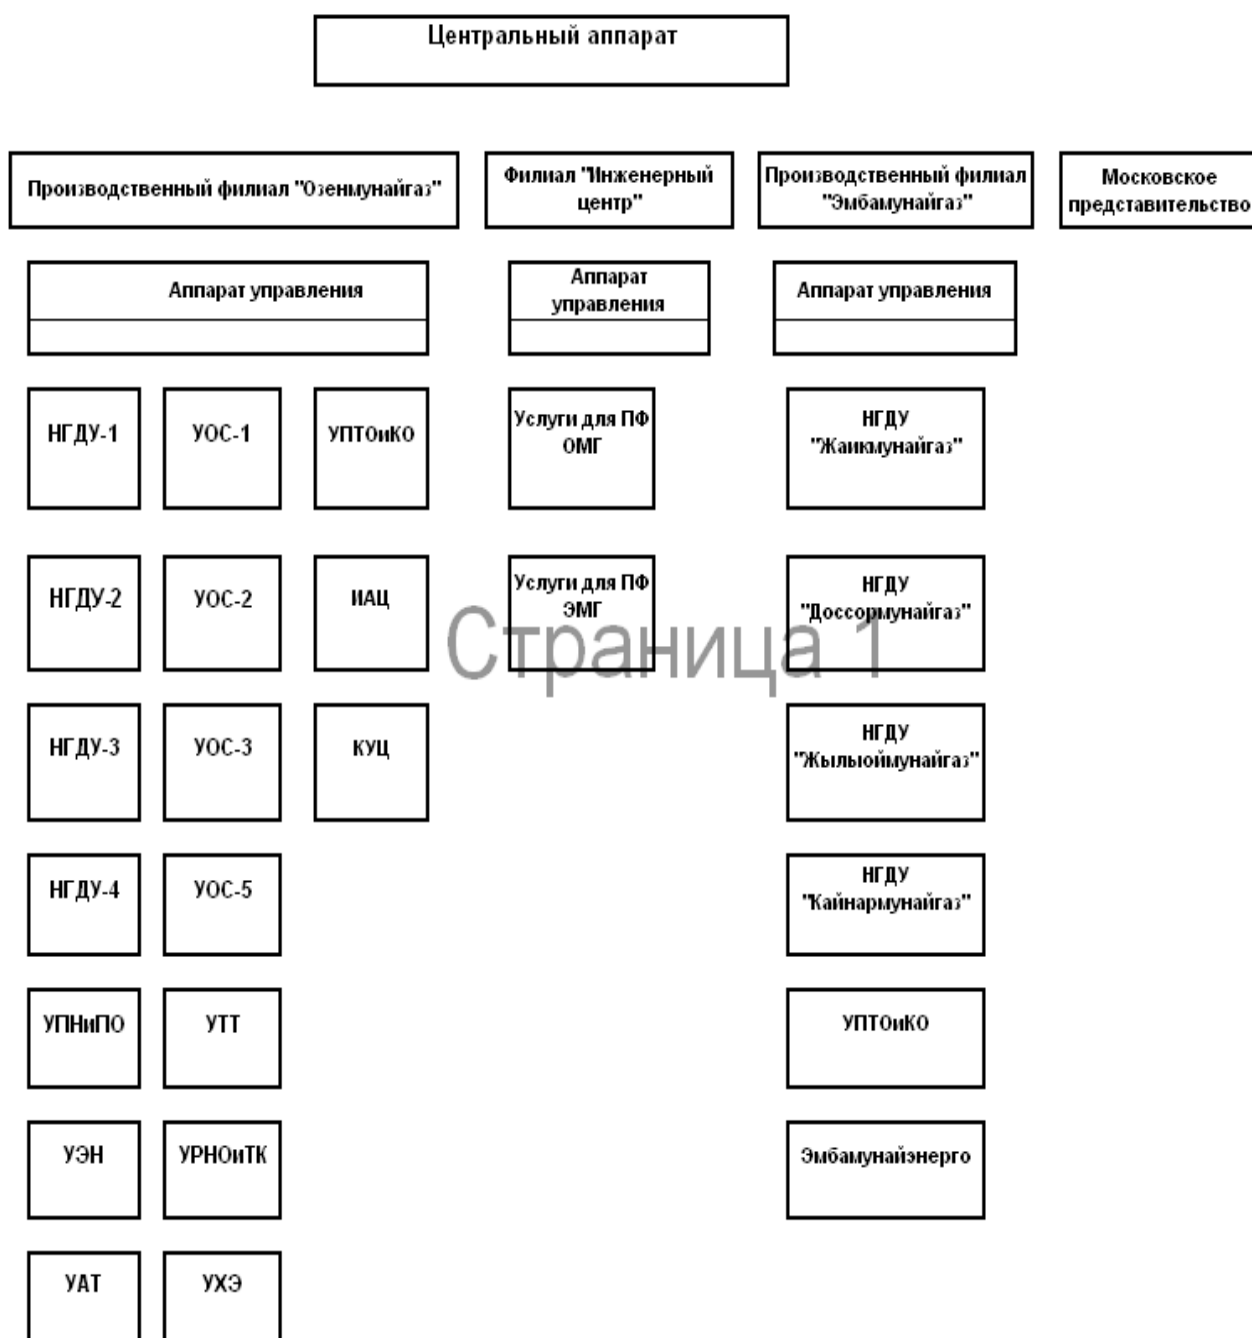 Центральный аппарат
Производственный филиал "Озенмунайгаз"
Филиал "Инженерный
центр"
Производственный филиал
"Эмбамунайгаз"
Московское
представительство
Аппарат управления
Аппарат
управления
Аппарат управления
НГДУ-1
УОС-1
УПТОиКО
Услуги для ПФ
ОМГ
НГДУ
"Жаикмунайгаз"
НГДУ-2
УОС-2
ИАЦ
Услуги для ПФ
ЭМГ
НГДУ
"Доссормунайгаз"
Страница 1
НГДУ-3
УОС-3
КУЦ
НГДУ
"Жылыоймунайгаз"
НГДУ-4
УОС-5
НГДУ
"Кайнармунайгаз"
УПНиПО
УТТ
УПТОиКО
УЭН
УРНОиТК
Эмбамунайэнерго
УАТ
УХЭ